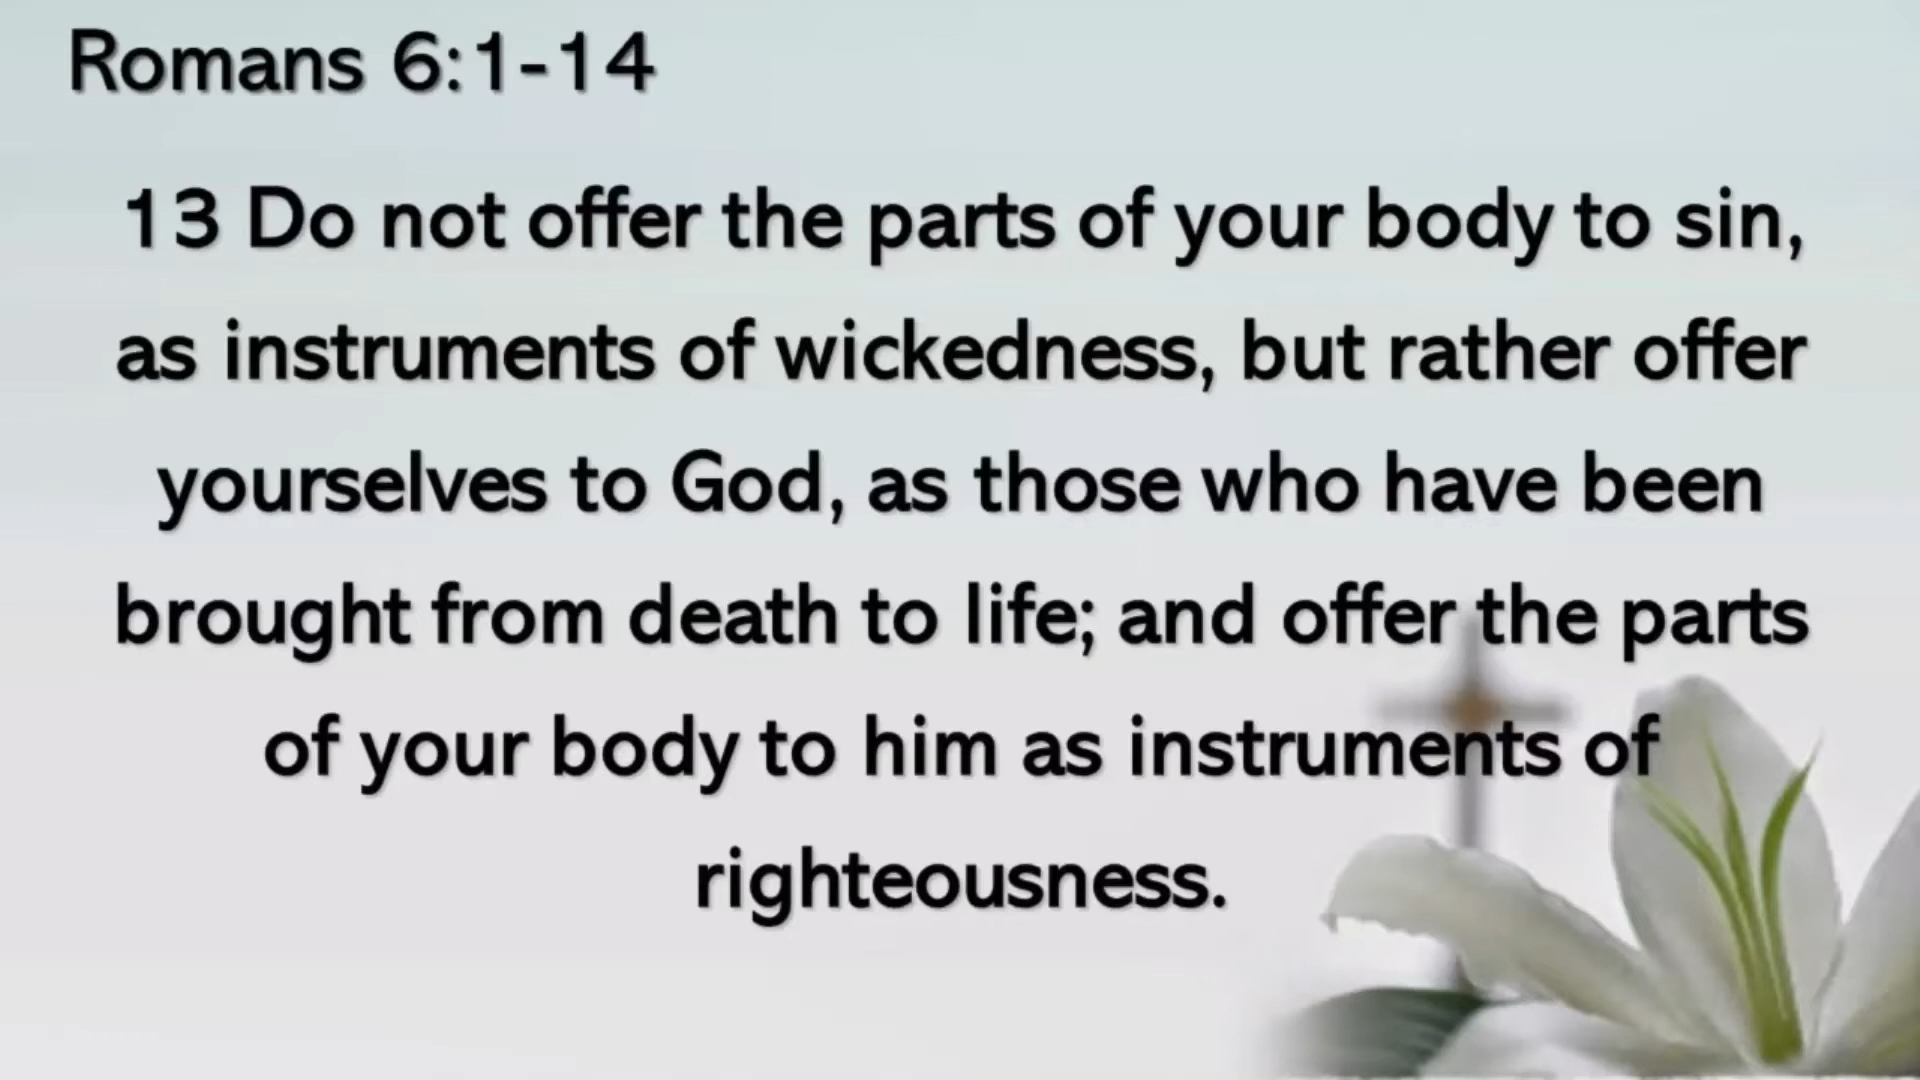 Romans 6:1-14
13 Do not offer the parts of your body to sin,
as instruments of wickedness, but rather offer
yourselves to God, as those who have been
brought from death to life; and offer the parts
of your body to him as instruments of
righteousness.